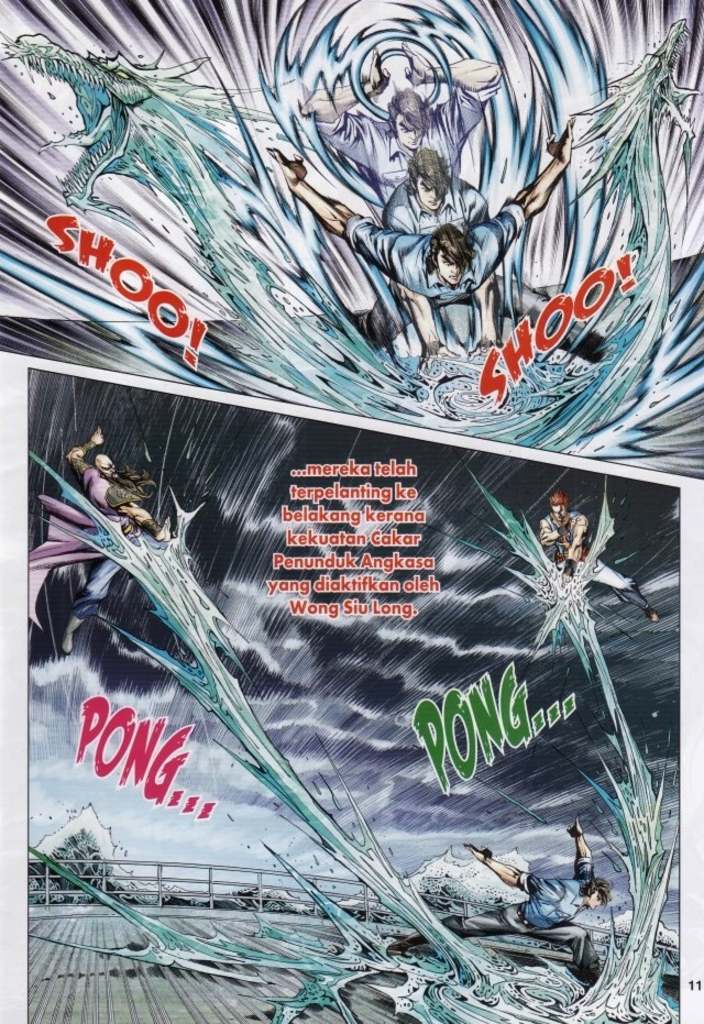 SHOO!
SHOO!
...mereka telah
terpelanting ke
belakang kerana
kekuatan Cakar
Penunduk Angkasa
yang diaktifkan oleh
Wong Siu Long.
PONG...
PONG...
11